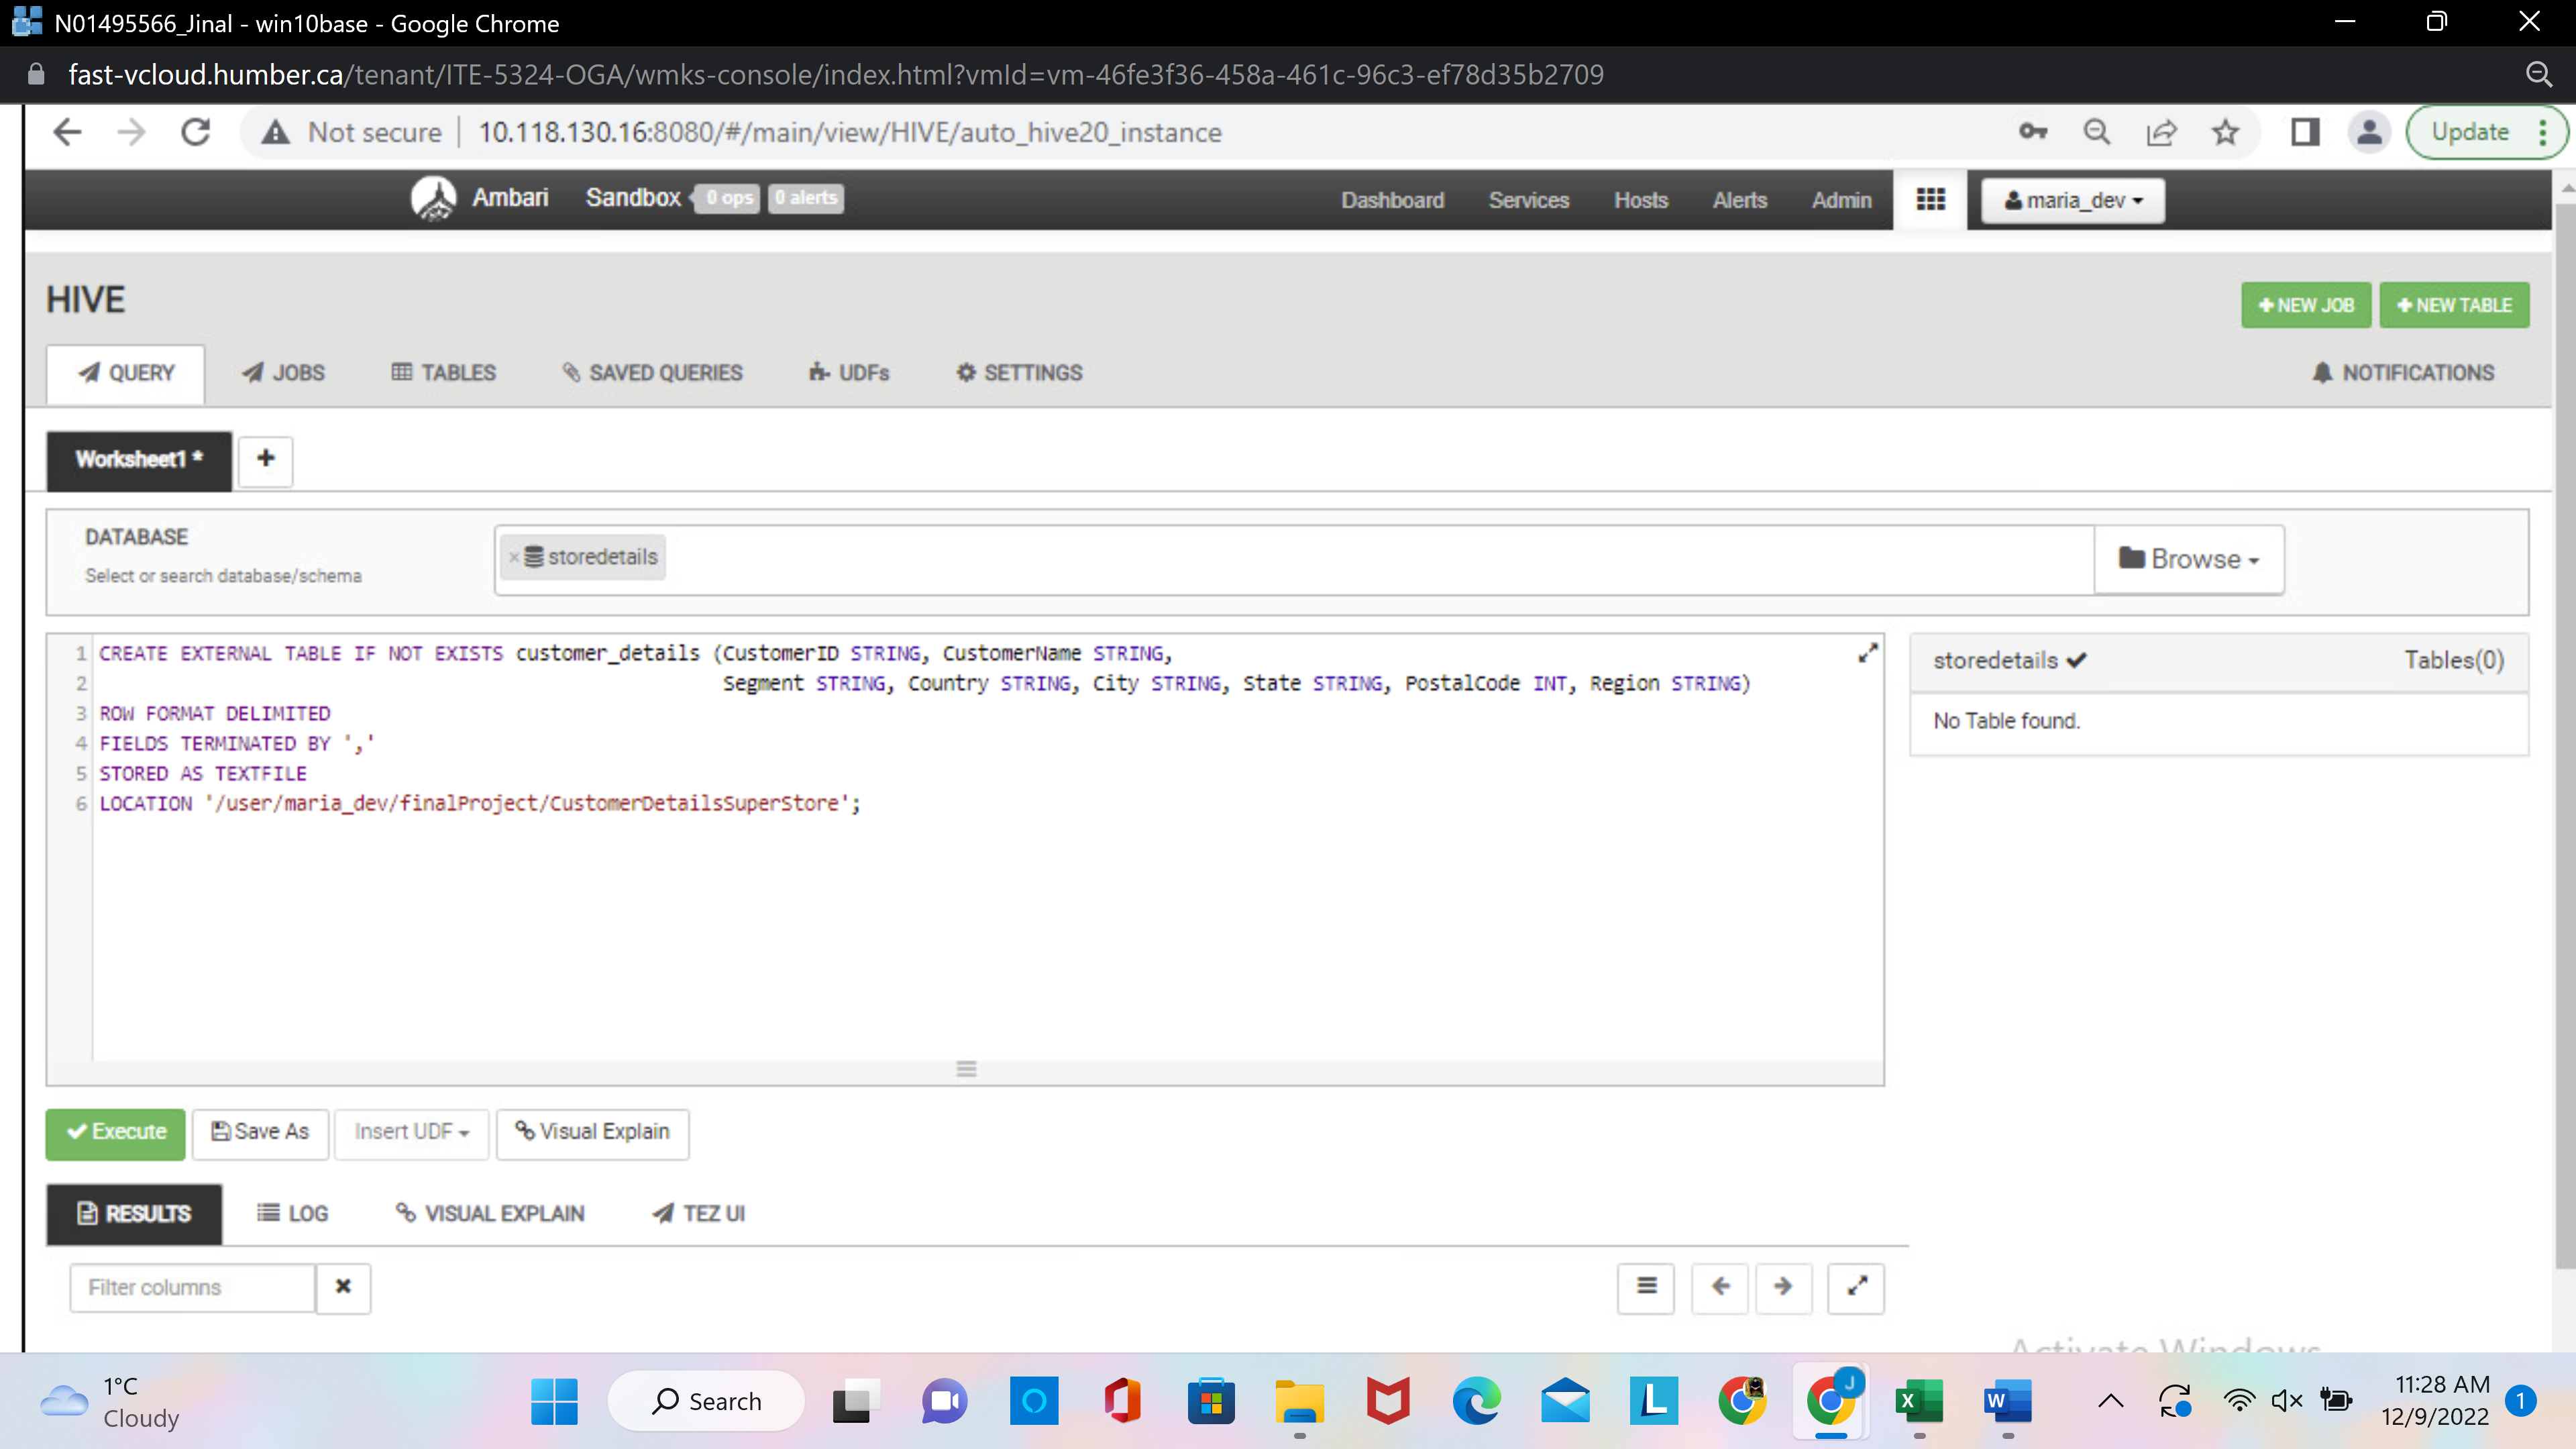 N01495566_Jinal - win10base - Google Chrome
fast-vcloud.humber.ca/tenant/ITE-5324-OGA/wmks-console/index.html?vmId=vm-46fe3f36-458a-461c-96c3-ef78d35b2709
Not secure 10.118.130.16:8080/#/main/view/HIVE/auto_hive20_instance Update
Ambari Sandbox 0 ops 0 alerts Dashboard Services Hosts Alerts Admin maria_dev
HIVE
NEW JOB NEW TABLE
QUERY JOBS TABLES SAVED QUERIES UDFs SETTINGS NOTIFICATIONS
Worksheet1 * +
DATABASE
Select or search database/schema
× storedetails
Browse
1 CREATE EXTERNAL TABLE IF NOT EXISTS customer_details (CustomerID STRING, CustomerName STRING,
2 Segment STRING, Country STRING, City STRING, State STRING, PostalCode INT, Region STRING)
3 ROW FORMAT DELIMITED
4 FIELDS TERMINATED BY ','
5 STORED AS TEXTFILE
6 LOCATION '/user/maria_dev/finalProject/CustomerDetailsSuperStore';
storedetails Tables(0)
No Table found.
Execute Save As Insert UDF Visual Explain
RESULTS LOG VISUAL EXPLAIN TEZ UI
Filter columns
Activate Windows
1°C
Cloudy
Search
J
11:28 AM
12/9/2022
1